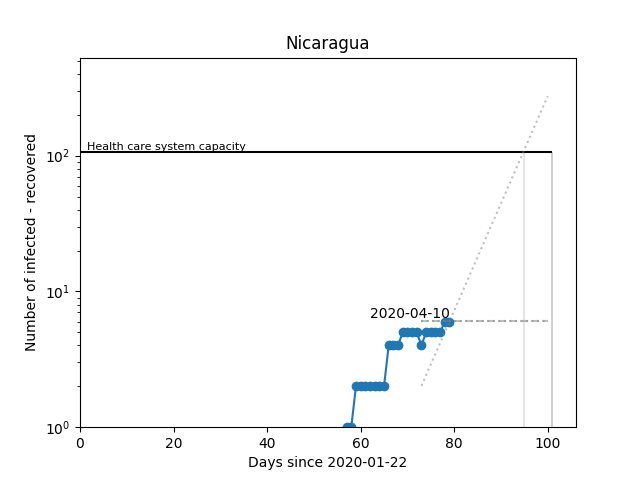 Nicaragua
Number of infected - recovered
10²
10¹
10⁰
Health care system capacity
2020-04-10
0 20 40 60 80 100
Days since 2020-01-22